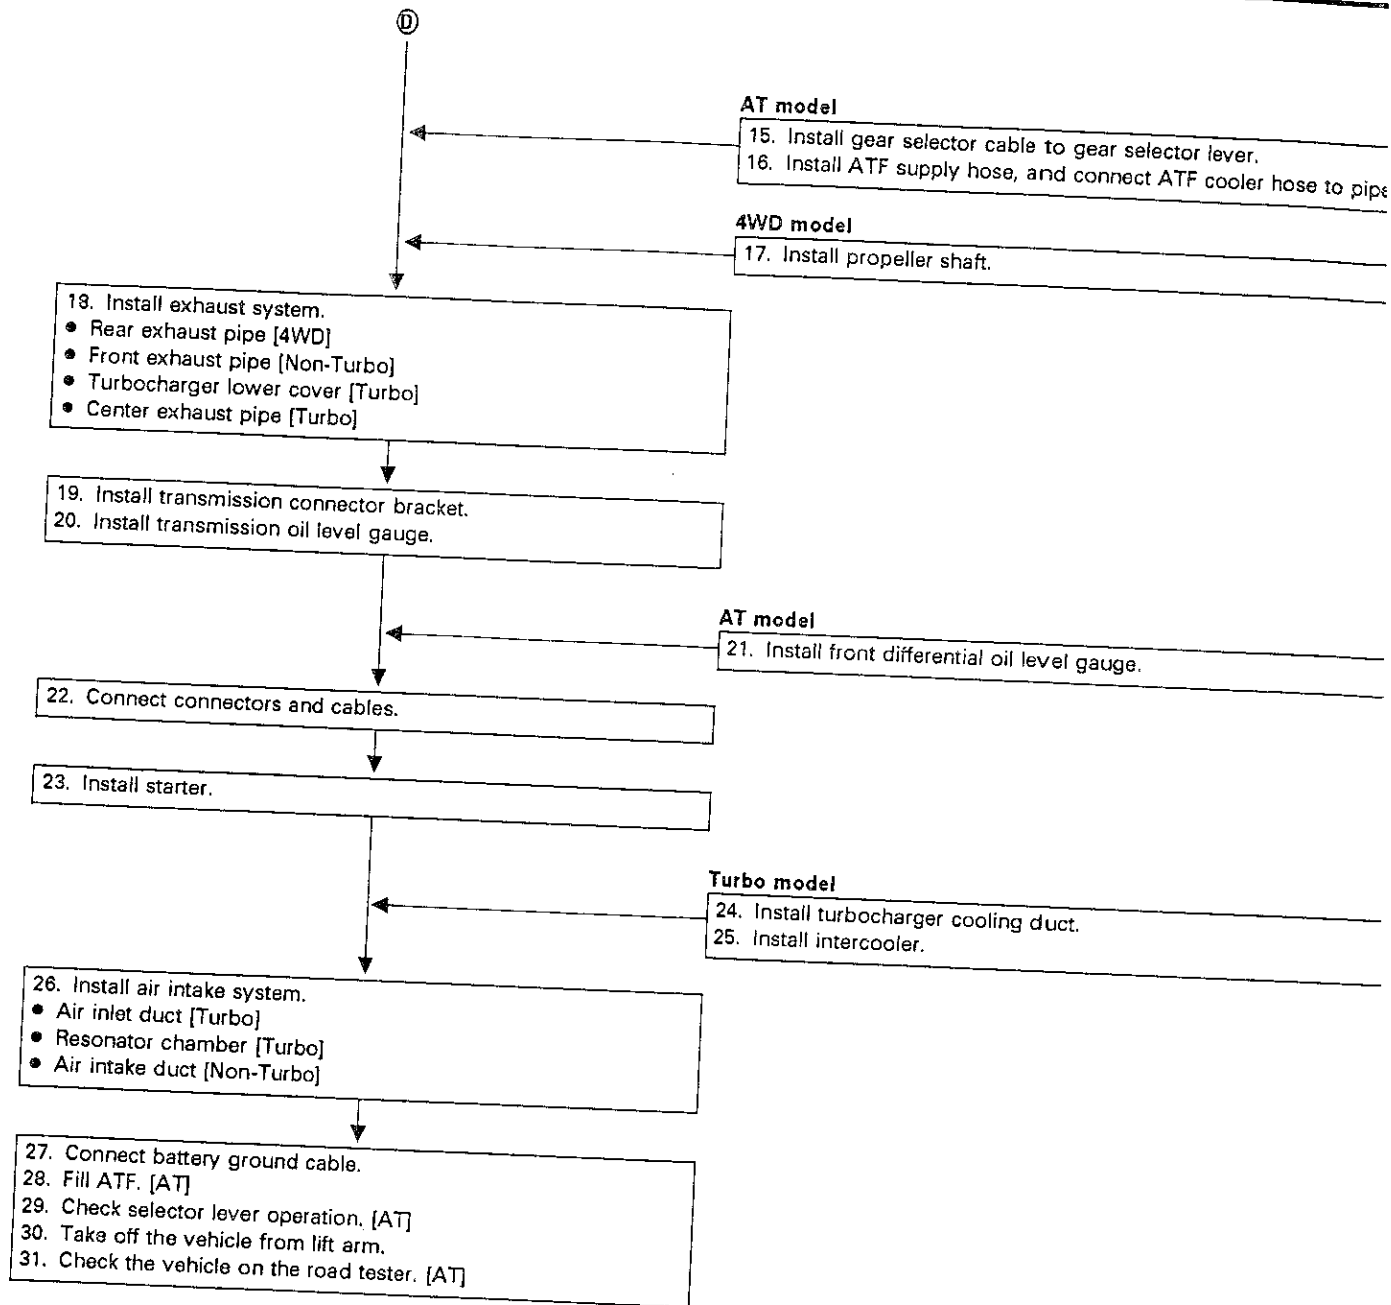 D
AT model
15. Install gear selector cable to gear selector lever.
16. Install ATF supply hose, and connect ATF cooler hose to
4WD model
17. Install propeller shaft.
18. Install exhaust system.
● Rear exhaust pipe [4WD]
● Front exhaust pipe [Non-Turbo]
● Turbocharger lower cover [Turbo]
● Center exhaust pipe [Turbo]
19. Install transmission connector bracket.
20. Install transmission oil level gauge.
AT model
21. Install front differential oil level gauge.
22. Connect connectors and cables.
23. Install starter.
Turbo model
24. Install turbocharger cooling duct.
25. Install intercooler.
26. Install air intake system.
● Air inlet duct [Turbo]
● Resonator chamber [Turbo]
● Air intake duct [Non-Turbo]
27. Connect battery ground cable.
28. Fill ATF. [AT]
29. Check selector lever operation. [AT]
30. Take off the vehicle from lift arm.
31. Check the vehicle on the road tester. [AT]